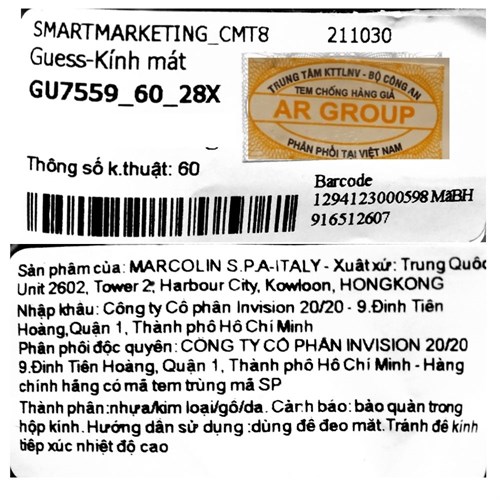 SMARTMARKETING_CMT8 211030
Guess-Kính mát
GU7559_60_28X
TRUNG TÂM KTTLNV - BỘ CÔNG AN
TEM CHỐNG HÀNG GIẢ
AR GROUP
PHÂN PHỐI TẠI VIỆT NAM
Thông số k.thuật: 60
Barcode
1294123000598 MãBH
916512607
Sản phẩm của: MARCOLIN S.P.A-ITALY - Xuất xứ: Trung Quốc
Unit 2602, Tower 2, Harbour City, Kowloon, HONGKONG
Nhập khẩu: Công ty Cổ phần Invision 20/20 - 9.Đinh Tiên
Hoàng,Quận 1, Thành phố Hồ Chí Minh
Phân phối độc quyền: CÔNG TY CỔ PHẦN INVISION 20/20
9.Đinh Tiên Hoàng, Quận 1, Thành phố Hồ Chí Minh - Hàng
chính hãng có mã tem trùng mã SP
Thành phần:nhựa/kim loại/gỗ/da. Cảnh báo: bảo quản trong
hộp kính. Hướng dẫn sử dụng :dùng để đeo mắt.Tránh để kính
tiếp xúc nhiệt độ cao